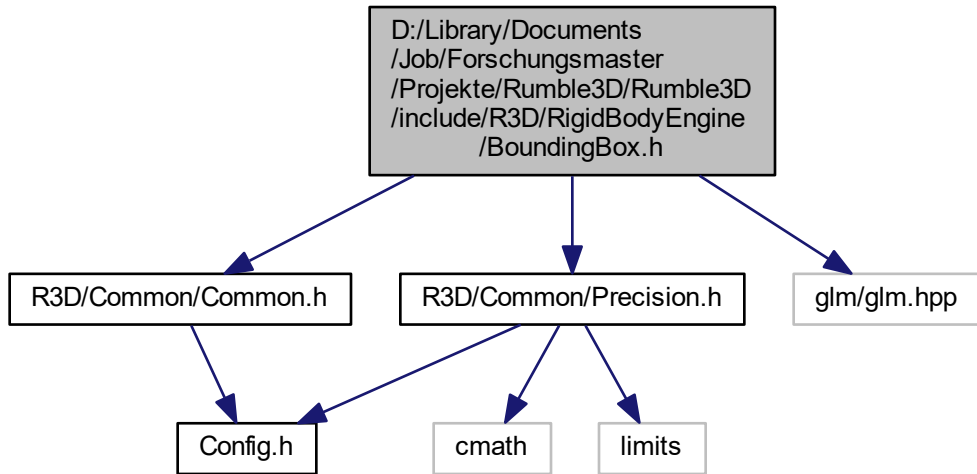 D:/Library/Documents
/Job/Forschungsmaster
/Projekte/Rumble3D/Rumble3D
/include/R3D/RigidBodyEngine
/BoundingBox.h
R3D/Common/Common.h
R3D/Common/Precision.h
glm/glm.hpp
Config.h
cmath
limits